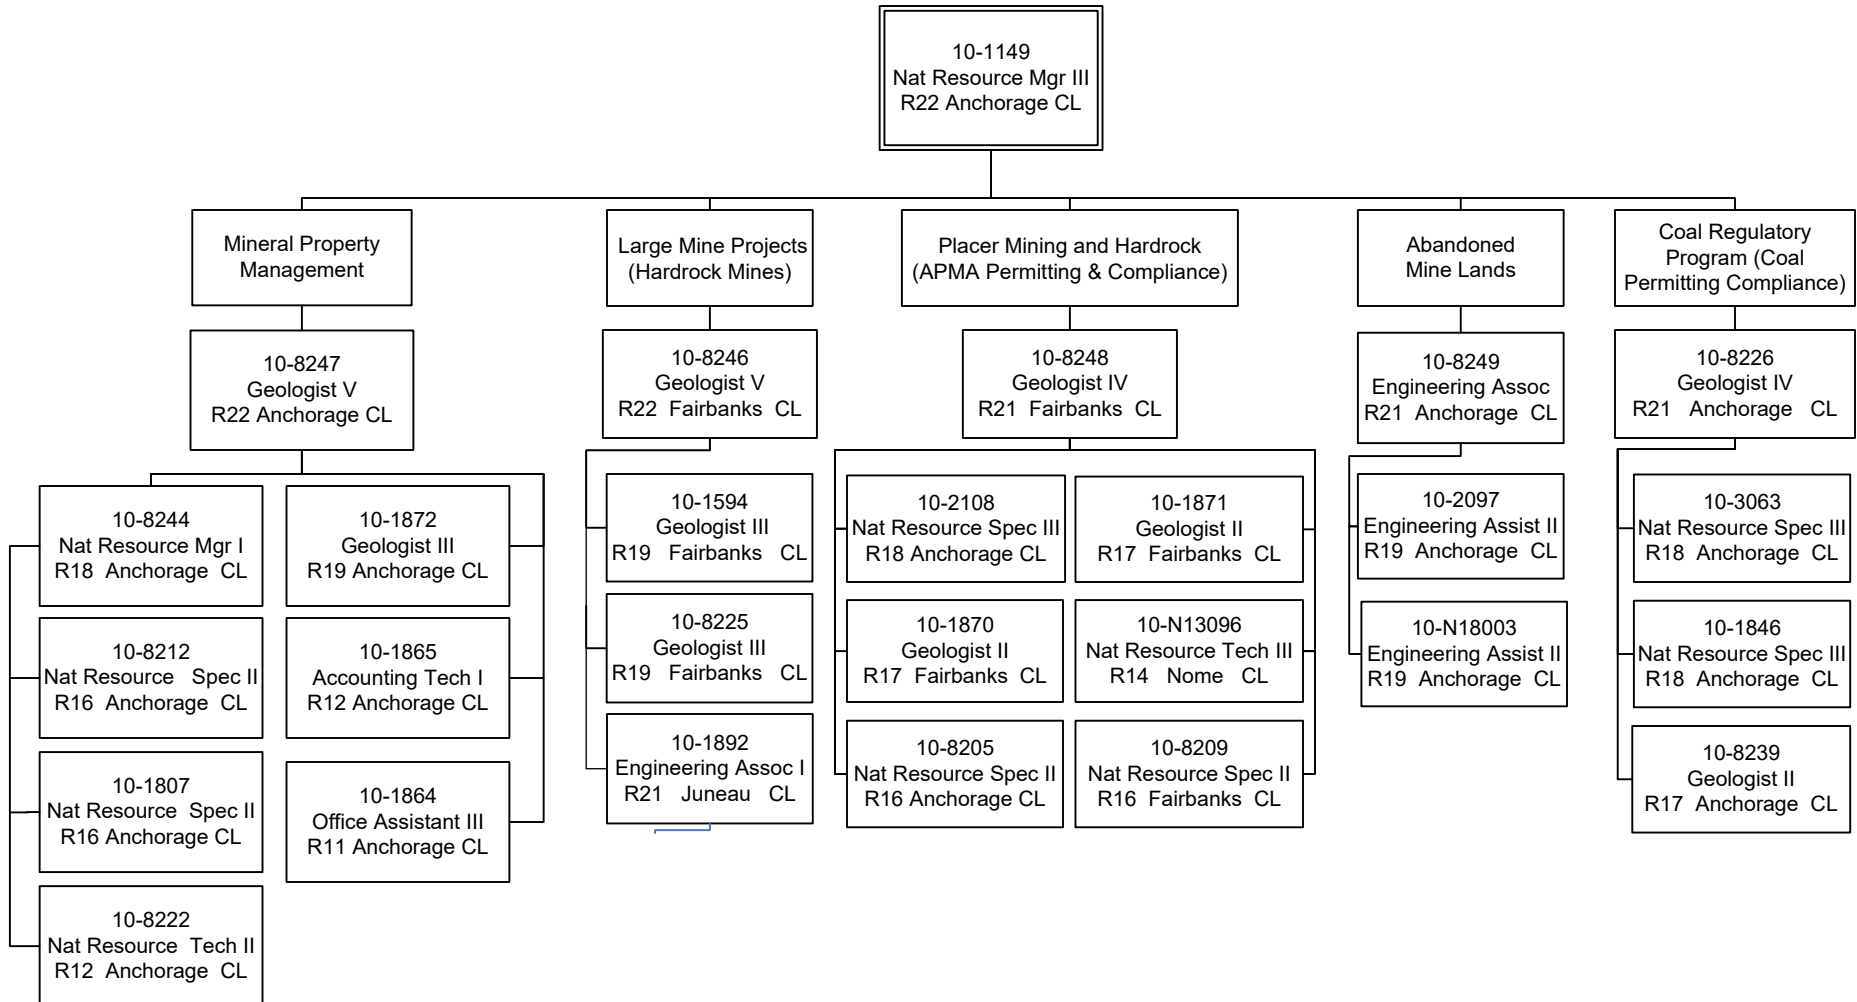 10-1149
Nat Resource Mgr III
R22 Anchorage CL
Mineral Property
Management
Large Mine Projects
(Hardrock Mines)
Placer Mining and Hardrock
(APMA Permitting & Compliance)
Abandoned
Mine Lands
Coal Regulatory
Program (Coal
Permitting Compliance)
10-8247
Geologist V
R22 Anchorage CL
10-8246
Geologist V
R22 Fairbanks CL
10-8248
Geologist IV
R21 Fairbanks CL
10-8249
Engineering Assoc
R21 Anchorage CL
10-8226
Geologist IV
R21 Anchorage CL
10-8244
Nat Resource Mgr I
R18 Anchorage CL
10-8212
Nat Resource Spec II
R16 Anchorage CL
10-1807
Nat Resource Spec II
R16 Anchorage CL
10-8222
Nat Resource Tech II
R12 Anchorage CL
10-1872
Geologist III
R19 Anchorage CL
10-1865
Accounting Tech I
R12 Anchorage CL
10-1864
Office Assistant III
R11 Anchorage CL
10-1594
Geologist III
R19 Fairbanks CL
10-8225
Geologist III
R19 Fairbanks CL
10-1892
Engineering Assoc I
R21 Juneau CL
10-2108
Nat Resource Spec III
R18 Anchorage CL
10-1870
Geologist II
R17 Fairbanks CL
10-8205
Nat Resource Spec II
R16 Anchorage CL
10-1871
Geologist II
R17 Fairbanks CL
10-N13096
Nat Resource Tech III
R14 Nome CL
10-8209
Nat Resource Spec II
R16 Fairbanks CL
10-2097
Engineering Assist II
R19 Anchorage CL
10-N18003
Engineering Assist II
R19 Anchorage CL
10-3063
Nat Resource Spec III
R18 Anchorage CL
10-1846
Nat Resource Spec III
R18 Anchorage CL
10-8239
Geologist II
R17 Anchorage CL